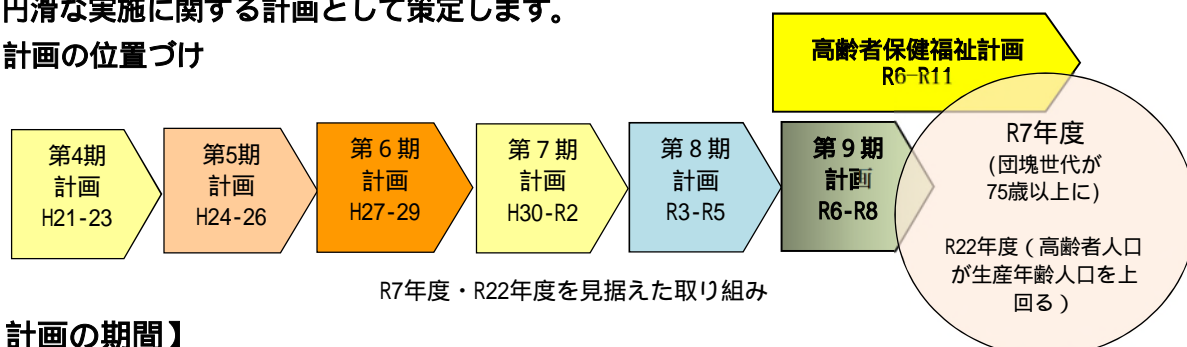 円滑な実施に関する計画として策定します。
計画の位置づけ
高齢者保健福祉計画
R6-R11
第4期
計画
H21-23
第5期
計画
H24-26
第６期
計画
H27-29
第７期
計画
H30-R2
第８期
計画
R3-R5
第９期
計画
R6-R8
R7年度
(団塊世代が
75歳以上に)
R22年度（高齢者人口
が生産年齢人口を上
回る）
R7年度・R22年度を見据えた取り組み
計画の期間】